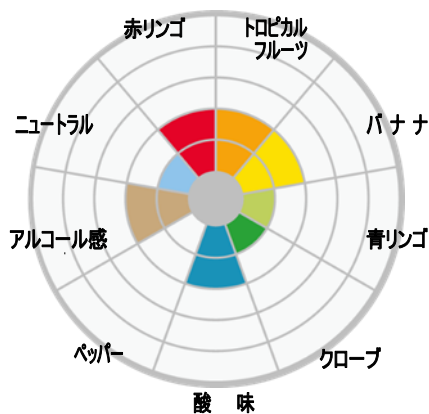 赤リンゴ
トロピカル
フルーツ
ニュートラル
バナナ
アルコール感
青リンゴ
ペッパー
クローブ
酸味